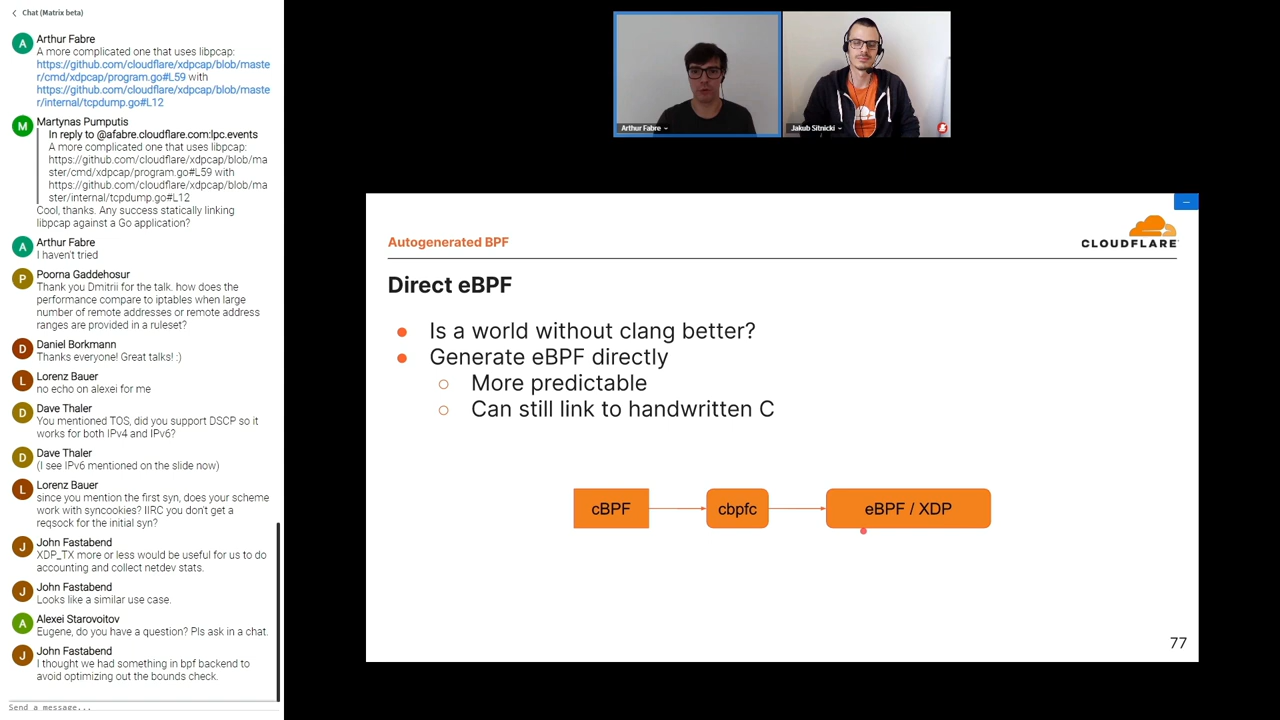 Chat (Matrix beta)
Arthur Fabre
A more complicated one that uses libpcap:
https://github.com/cloudflare/xdpcap/blob/maste
r/cmd/xdpcap/program.go#L59 with
https://github.com/cloudflare/xdpcap/blob/maste
r/internal/tcpdump.go#L12
Martynas Pumputis
In reply to @afabre.cloudflare.com:lpc.events
A more complicated one that uses libpcap:
https://github.com/cloudflare/xdpcap/blob/ma
ster/cmd/xdpcap/program.go#L59 with
https://github.com/cloudflare/xdpcap/blob/ma
ster/internal/tcpdump.go#L12
Cool, thanks. Any success statically linking
libpcap against a Go application?
Arthur Fabre
I haven't tried
Poorna Gaddehosur
Thank you Dmitrii for the talk. how does the
performance compare to iptables when large
number of remote addresses or remote address
ranges are provided in a ruleset?
Daniel Borkmann
Thanks everyone! Great talks! :)
Lorenz Bauer
no echo on alexei for me
Dave Thaler
You mentioned TOS, did you support DSCP so it
works for both IPv4 and IPv6?
Dave Thaler
(I see IPv6 mentioned on the slide now)
Lorenz Bauer
since you mention the first syn, does your scheme
work with syncookies? IIRC you don't get a
reqsock for the initial syn?
John Fastabend
XDP_TX more or less would be useful for us to do
accounting and collect netdev stats.
John Fastabend
Looks like a similar use case.
Alexei Starovoitov
Eugene, do you have a question? Pls ask in a chat.
John Fastabend
I thought we had something in bpf backend to
avoid optimizing out the bounds check.
Send a message...
A
M
A
P
D
L
D
D
L
J
J
A
J
Arthur Fabre
Jakub Sitnicki
CLOUDFLARE
Autogenerated BPF
Direct eBPF
Is a world without clang better?
Generate eBPF directly
More predictable
Can still link to handwritten C
cBPF
cbpfc
eBPF / XDP
77